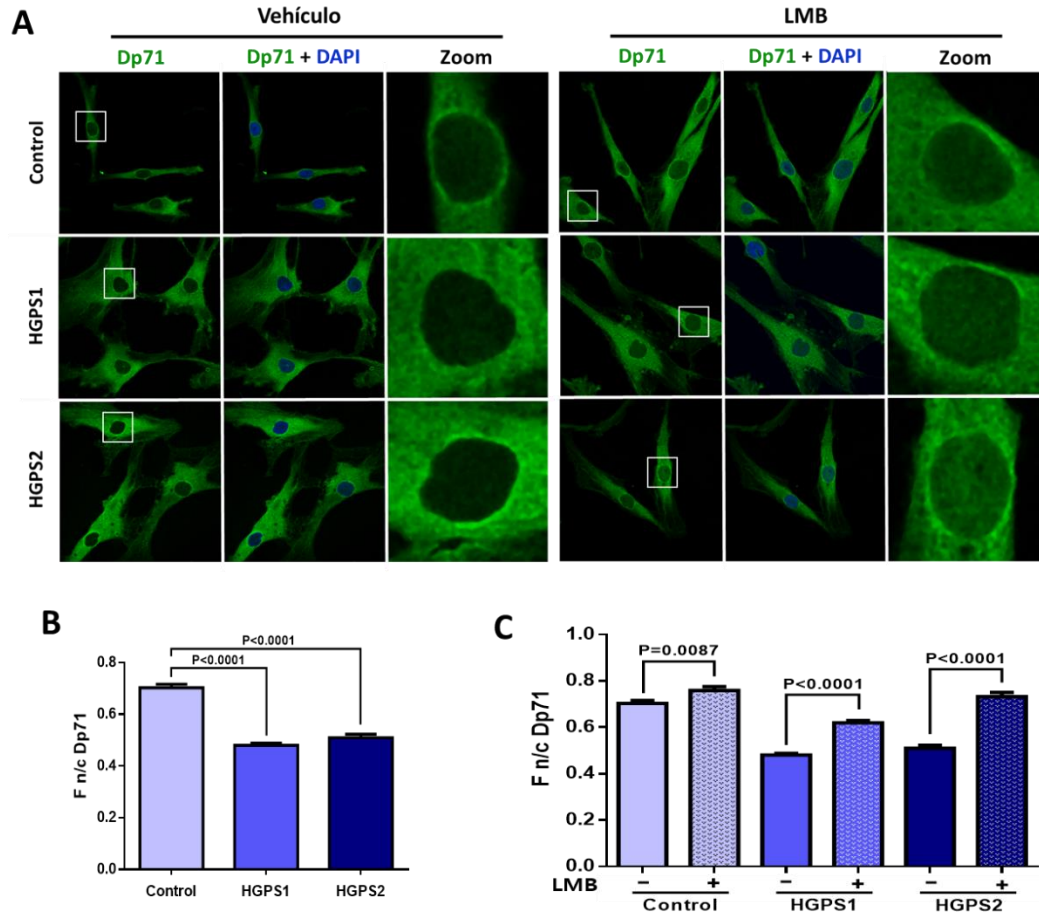 A
Vehículo
LMB
Dp71
Dp71 + DAPI
Zoom
Dp71
Dp71 + DAPI
Zoom
Control
HGPS1
HGPS2
B
P<0.0001
P<0.0001
F n/c Dp71
0.8
0.6
0.4
0.2
0.0
Control
HGPS1
HGPS2
C
P=0.0087
P<0.0001
P<0.0001
F n/c Dp71
1.0
0.8
0.6
0.4
0.2
0.0
LMB
− + − + − +
Control
HGPS1
HGPS2